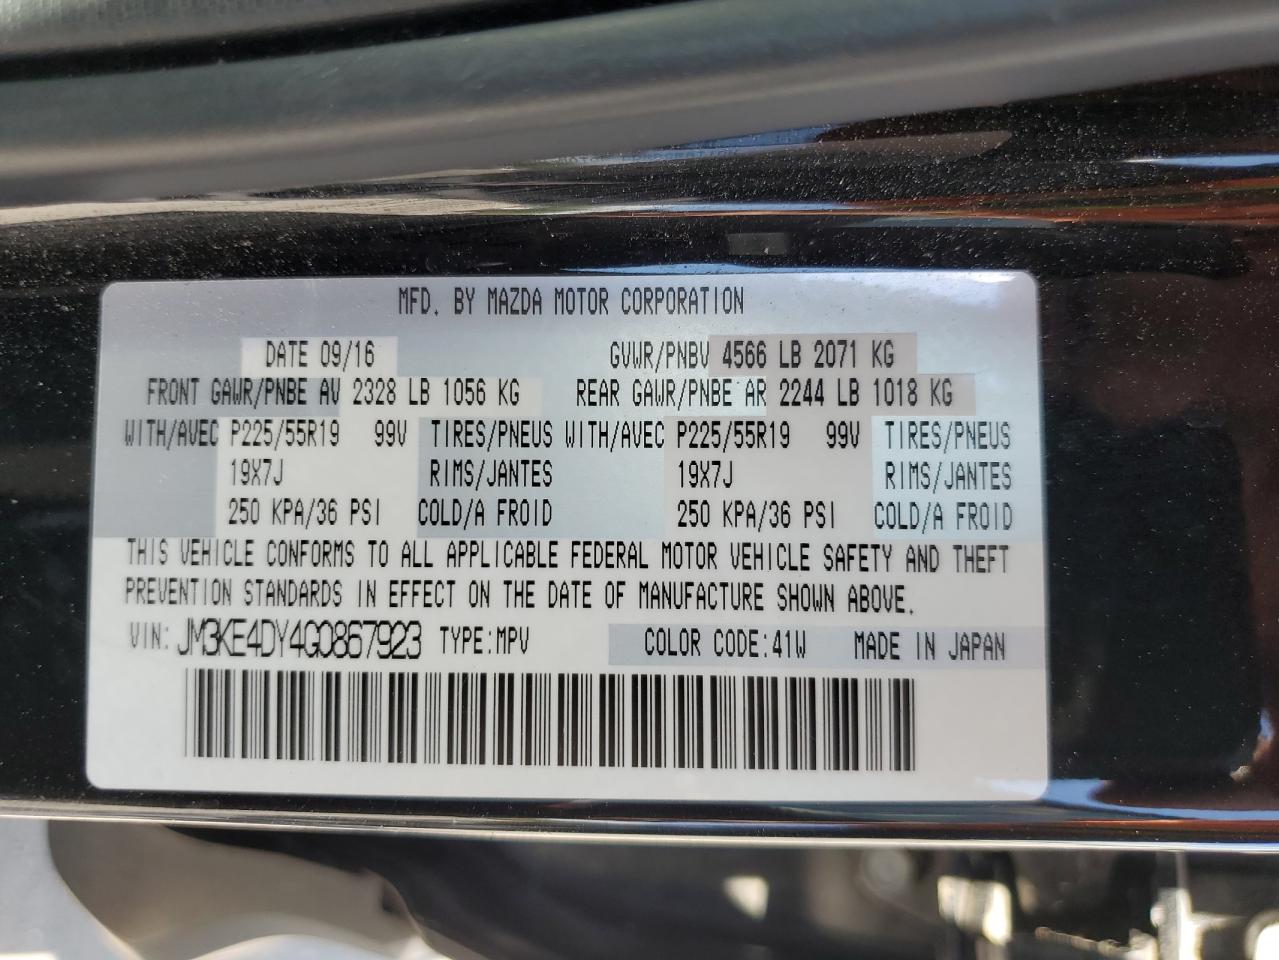 MFD. BY MAZDA MOTOR CORPORATION
DATE 09/16 GVWR/PNBV 4566 LB 2071 KG
FRONT GAWR/PNBE AV 2328 LB 1056 KG REAR GAWR/PNBE AR 2244 LB 1018 KG
WITH/AVEC P225/55R19 99V TIRES/PNEUS WITH/AVEC P225/55R19 99V TIRES/PNEUS
19X7J RIMS/JANTES 19X7J RIMS/JANTES
250 KPA/36 PSI COLD/A FROID 250 KPA/36 PSI COLD/A FROID
THIS VEHICLE CONFORMS TO ALL APPLICABLE FEDERAL MOTOR VEHICLE SAFETY AND THEFT
PREVENTION STANDARDS IN EFFECT ON THE DATE OF MANUFACTURE SHOWN ABOVE.
VIN: JM3KE4DY4G0867923 TYPE:MPV COLOR CODE:41W MADE IN JAPAN